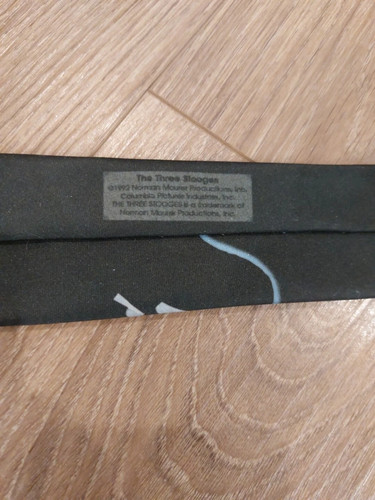 The Three Stooges
©1992 Norman Maurer Productions, Inc.
Columbia Pictures Industries, Inc.
THE THREE STOOGES is a trademark of
Norman Maurer Productions, Inc.